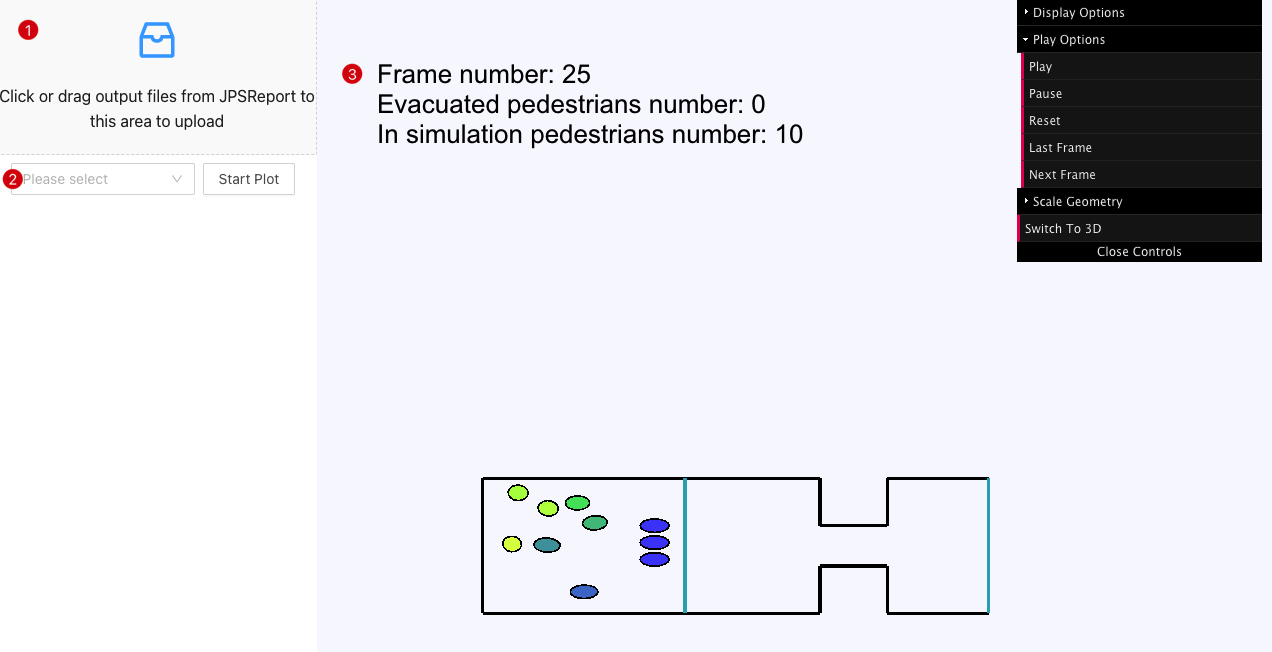 1
Click or drag output files from JPSReport to
this area to upload
2 Please select
Start Plot
3 Frame number: 25
Evacuated pedestrians number: 0
In simulation pedestrians number: 10
Display Options
Play Options
Play
Pause
Reset
Last Frame
Next Frame
Scale Geometry
Switch To 3D
Close Controls